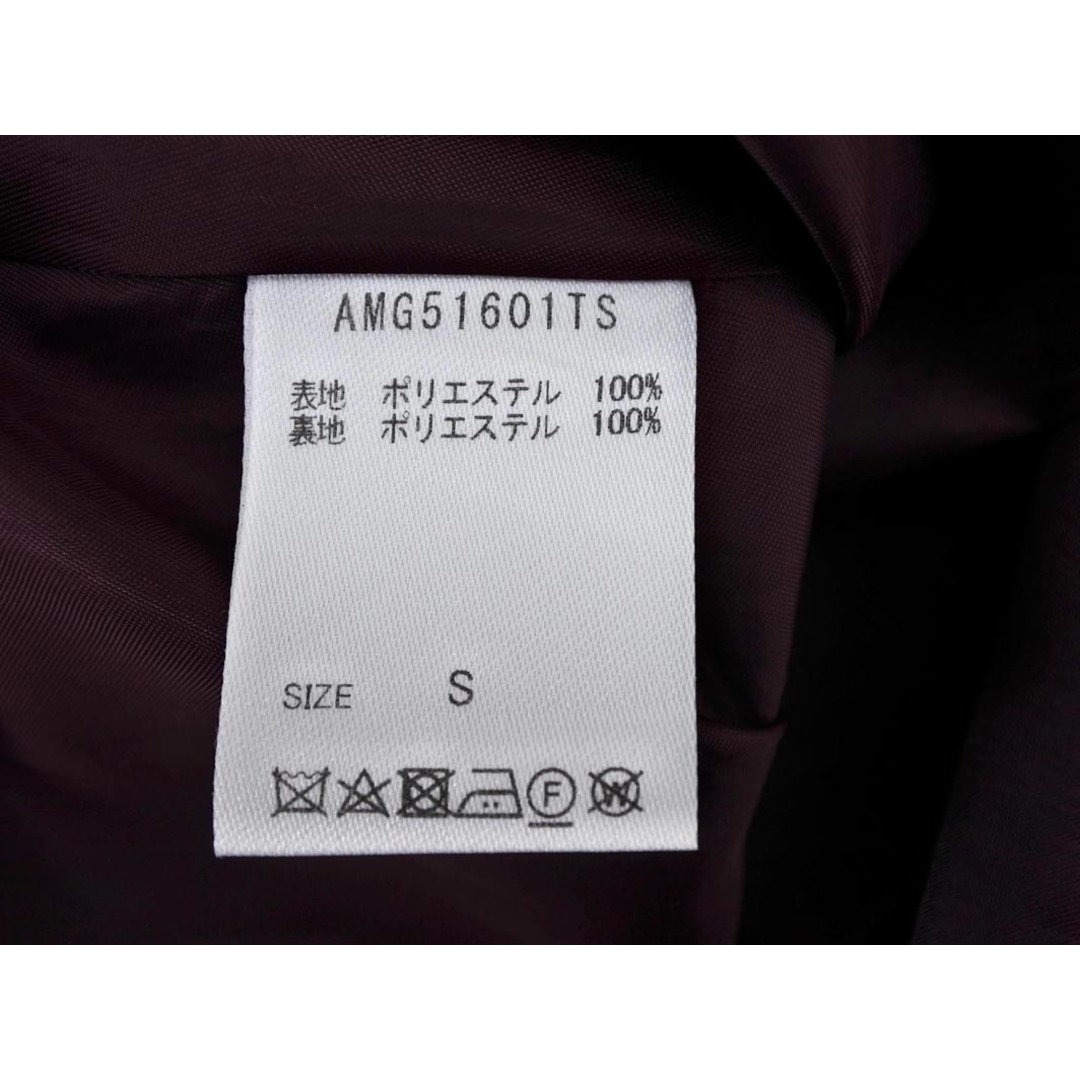 AMG51601TS
表地 ポリエステル 100%
裏地 ポリエステル 100%
SIZE S
F W